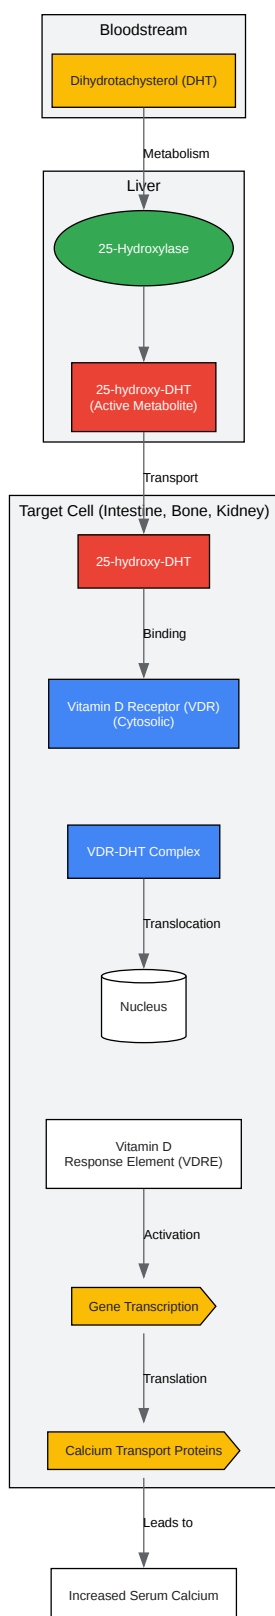 Bloodstream
Dihydrotachysterol (DHT)
Metabolism
Liver
25-Hydroxylase
25-hydroxy-DHT
(Active Metabolite)
Transport
Target Cell (Intestine, Bone, Kidney)
25-hydroxy-DHT
Binding
Vitamin D Receptor (VDR)
(Cytosolic)
VDR-DHT Complex
Translocation
Nucleus
Vitamin D
Response Element (VDRE)
Activation
Gene Transcription
Translation
Calcium Transport Proteins
Leads to
Increased Serum Calcium